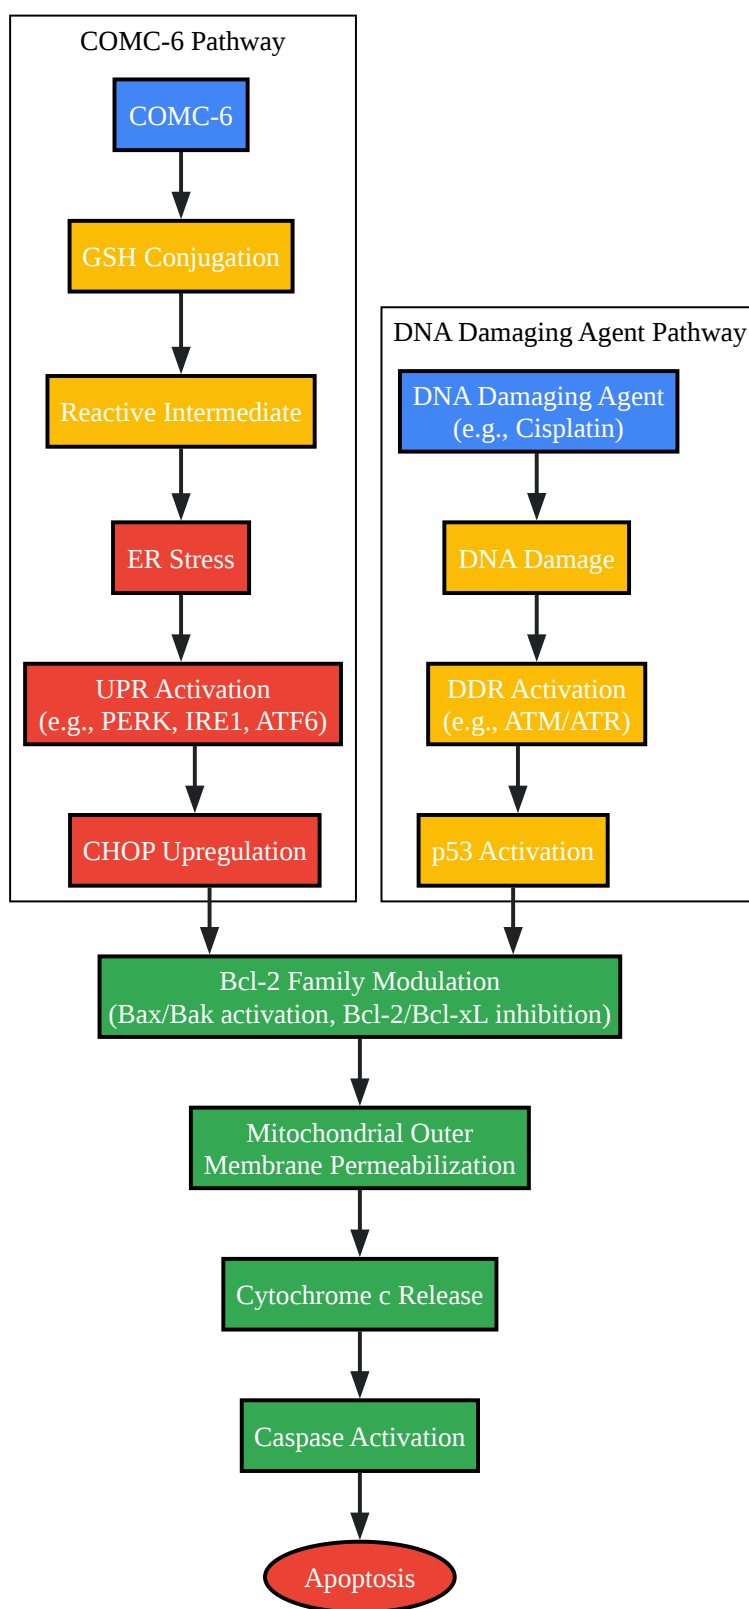 COMC-6 Pathway
COMC-6
GSH Conjugation
Reactive Intermediate
ER Stress
UPR Activation
(e.g., PERK, IRE1, ATF6)
CHOP Upregulation
DNA Damaging Agent Pathway
DNA Damaging Agent
(e.g., Cisplatin)
DNA Damage
DDR Activation
(e.g., ATM/ATR)
p53 Activation
Bcl-2 Family Modulation
(Bax/Bak activation, Bcl-2/Bcl-xL inhibition)
Mitochondrial Outer
Membrane Permeabilization
Cytochrome c Release
Caspase Activation
Apoptosis